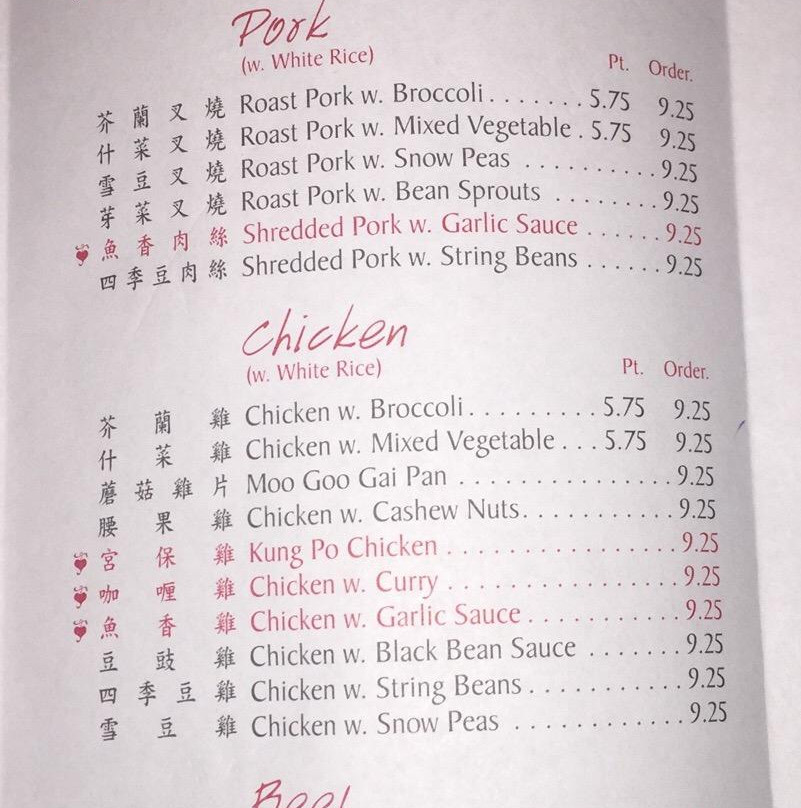 Pork
(w. White Rice) Pt. Order.
芥蘭叉燒 Roast Pork w. Broccoli.......5.75 9.25
什菜叉燒 Roast Pork w. Mixed Vegetable.5.75 9.25
雪豆叉燒 Roast Pork w. Snow Peas ..........9.25
芽菜叉燒 Roast Pork w. Bean Sprouts ........9.25
魚香肉絲 Shredded Pork w. Garlic Sauce ......9.25
四季豆肉絲 Shredded Pork w. String Beans ......9.25
Chicken
(w. White Rice) Pt. Order.
芥蘭雞 Chicken w. Broccoli.........5.75 9.25
什菜雞 Chicken w. Mixed Vegetable...5.75 9.25
蘑菇雞片 Moo Goo Gai Pan ...............9.25
腰果雞 Chicken w. Cashew Nuts...........9.25
宮保雞 Kung Po Chicken ................9.25
咖喱雞 Chicken w. Curry ................9.25
魚香雞 Chicken w. Garlic Sauce ...........9.25
豆豉雞 Chicken w. Black Bean Sauce .......9.25
四季豆雞 Chicken w. String Beans ...........9.25
雪豆雞 Chicken w. Snow Peas ............9.25
Beef